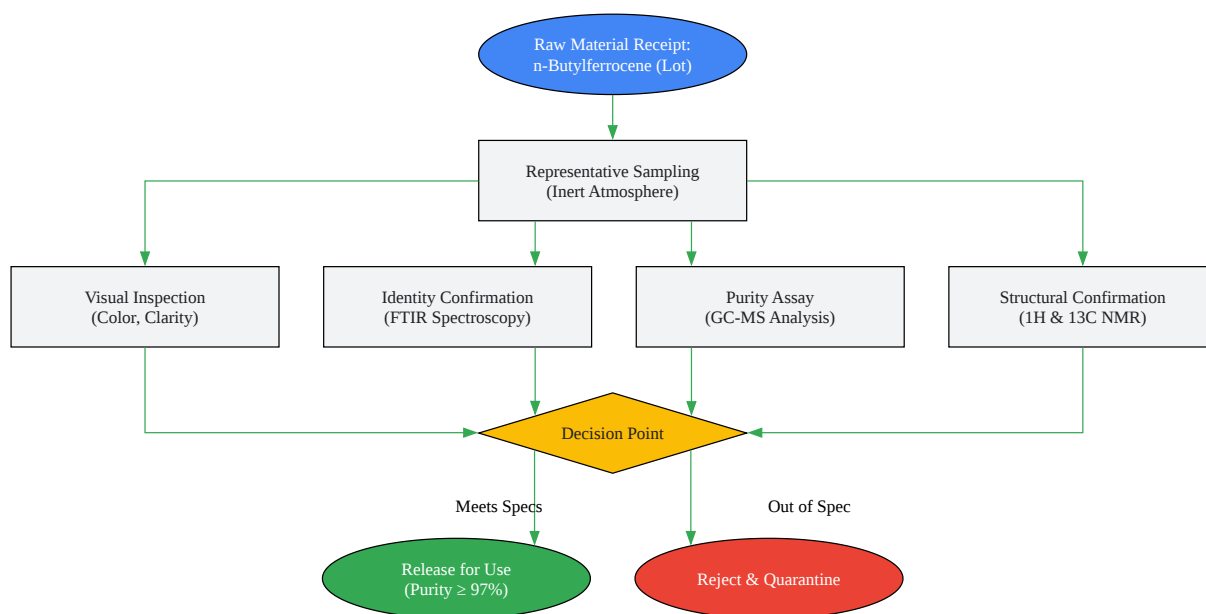 Raw Material Receipt:
n-Butylferrocene (Lot)
Representative Sampling
(Inert Atmosphere)
Visual Inspection
(Color, Clarity)
Identity Confirmation
(FTIR Spectroscopy)
Purity Assay
(GC-MS Analysis)
Structural Confirmation
(1H & 13C NMR)
Decision Point
Meets Specs
Out of Spec
Release for Use
(Purity ≥ 97%)
Reject & Quarantine